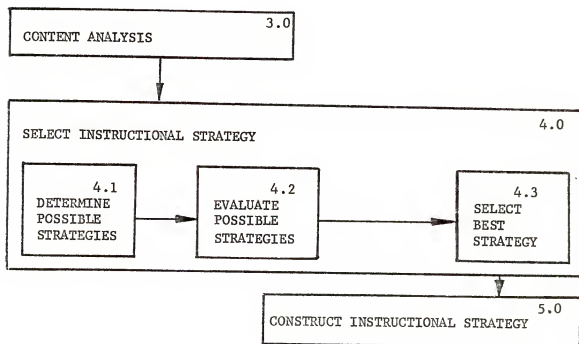 3.0
CONTENT ANALYSIS
4.0
SELECT INSTRUCTIONAL STRATEGY
4.1
DETERMINE
POSSIBLE
STRATEGIES
4.2
EVALUATE
POSSIBLE
STRATEGIES
4.3
SELECT
BEST
STRATEGY
5.0
CONSTRUCT INSTRUCTIONAL STRATEGY